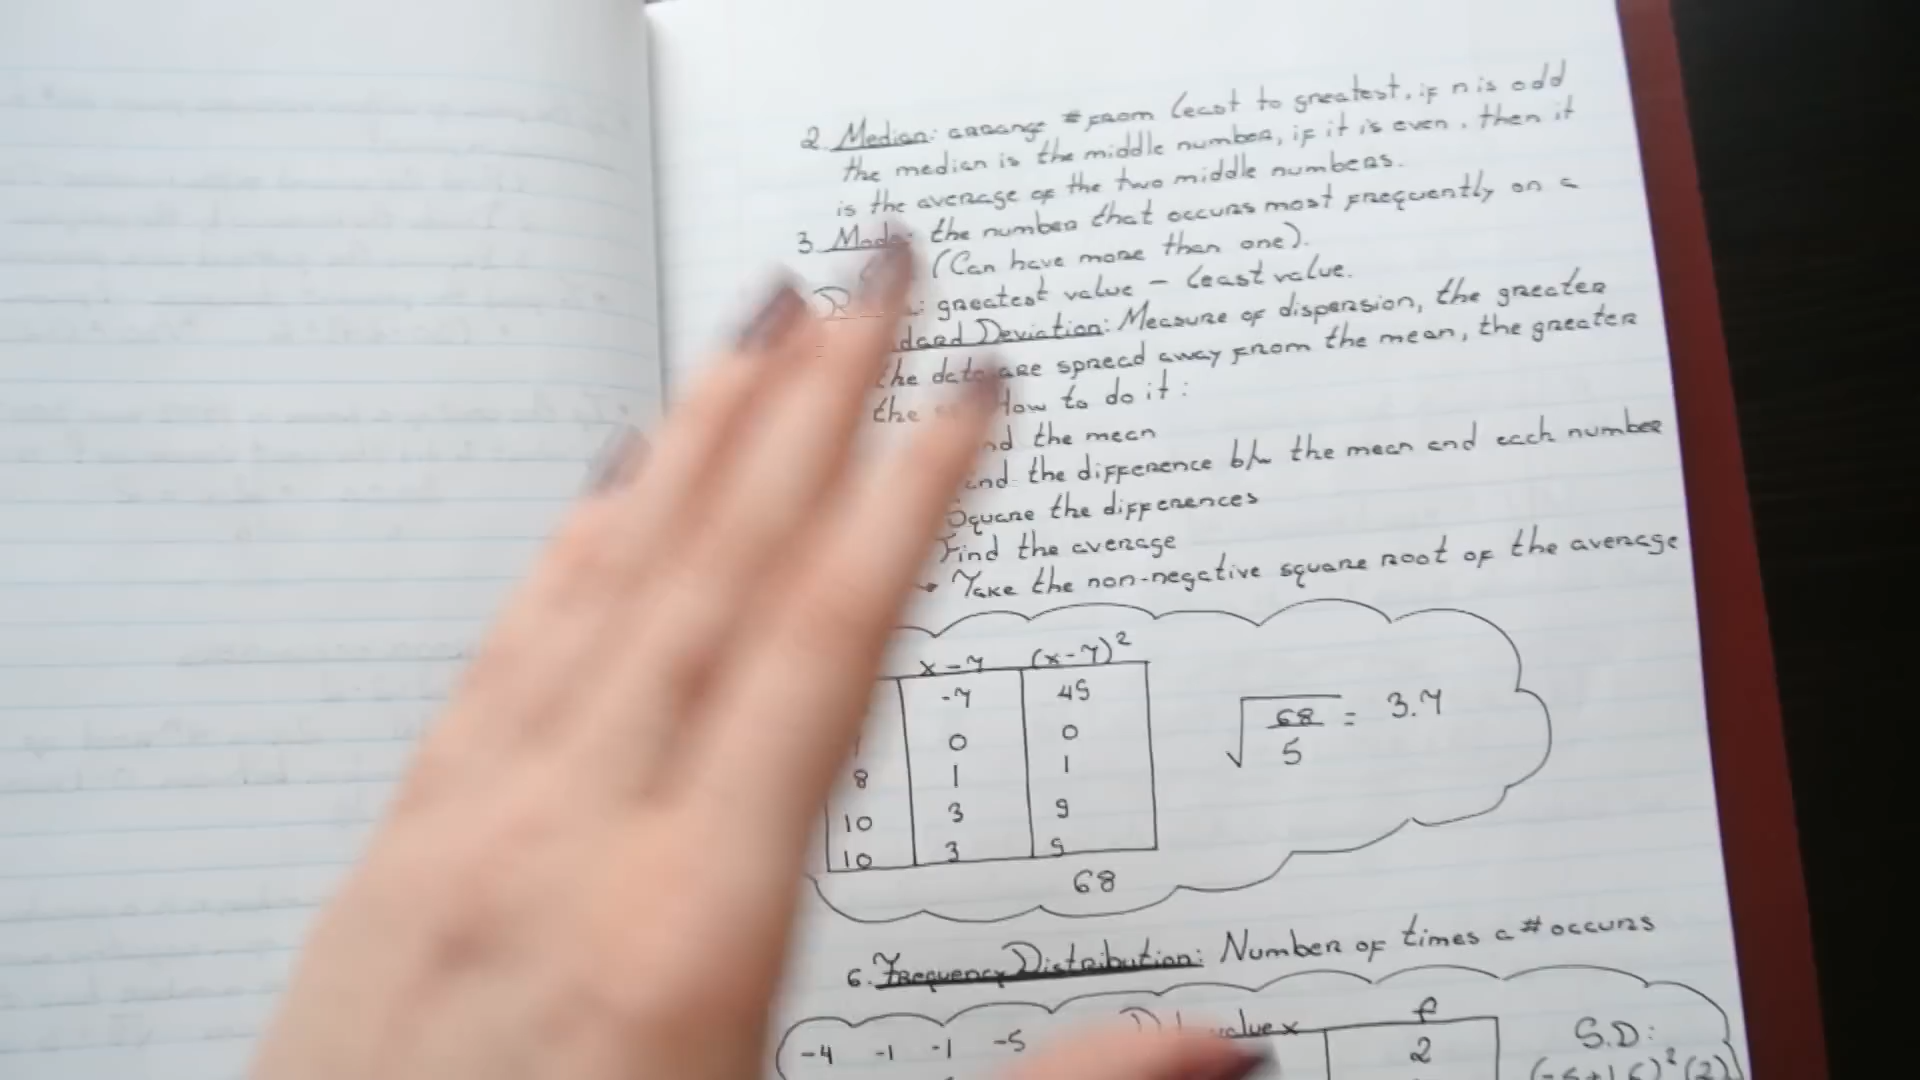 2. Median: arrange # from least to greatest, if n is odd
the median is the middle number, if it is even, then it
is the average of the two middle numbers.
3. Mode: the number that occurs most frequently on a
(Can have more than one).
: greatest value - least value.
Deviation: Measure of dispersion, the greater
the data are spread away from the mean, the greater
the How to do it:
the mean
the difference b/w the mean and each number
Square the differences
Find the average
→ Take the non-negative square root of the average
x-7 (x-7)²
-7 49
0 0
8 1 1
10 3 9
10 3 9
68
√68/5 = 3.7
6. Frequency Distribution: Number of times a # occurs
-4 -1 -1 -5
value x f
2
S.D: